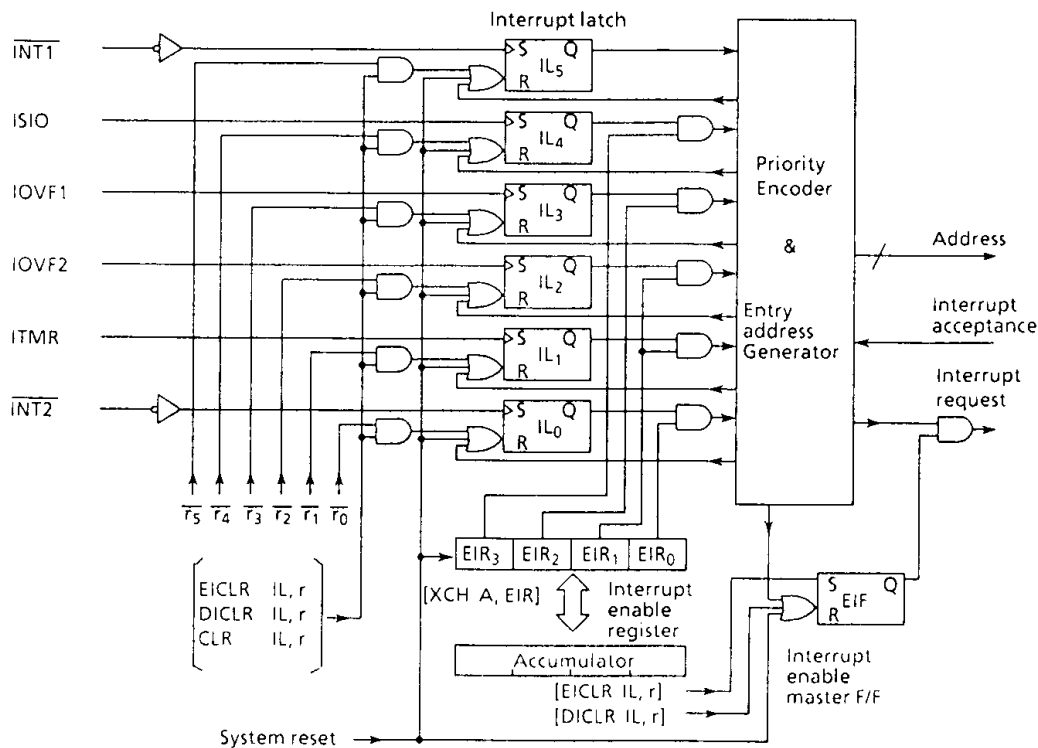 Interrupt latch
INT1
S Q
IL5
R
ISIO
S Q
IL4
R
IOVF1
S Q
IL3
R
IOVF2
S Q
IL2
R
ITMR
S Q
IL1
R
INT2
S Q
IL0
R
Priority
Encoder
&
Entry
address
Generator
Address
Interrupt
acceptance
Interrupt
request
r5 r4 r3 r2 r1 r0
EIR3 EIR2 EIR1 EIR0
[XCH A, EIR]
Interrupt
enable
register
EICLR IL, r
DICLR IL, r
CLR IL, r
S Q
EIF
R
Accumulator
[EICLR IL, r]
[DICLR IL, r]
Interrupt
enable
master F/F
System reset